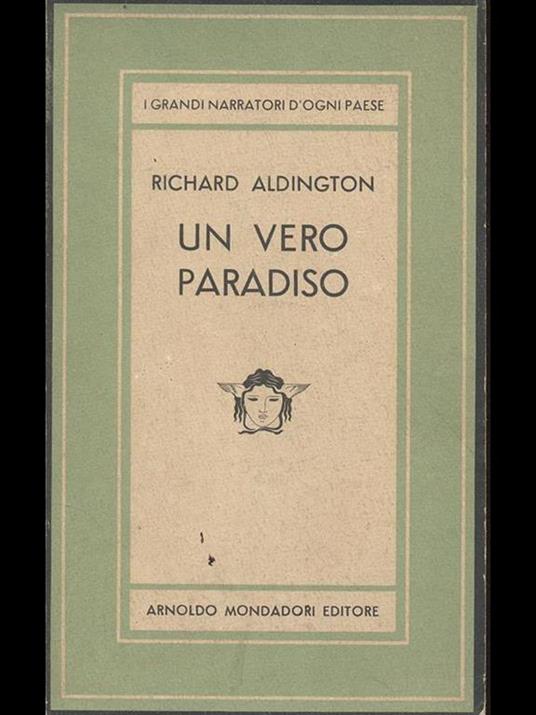 I GRANDI NARRATORI D'OGNI PAESE
RICHARD ALDINGTON
UN VERO
PARADISO
ARNOLDO MONDADORI EDITORE